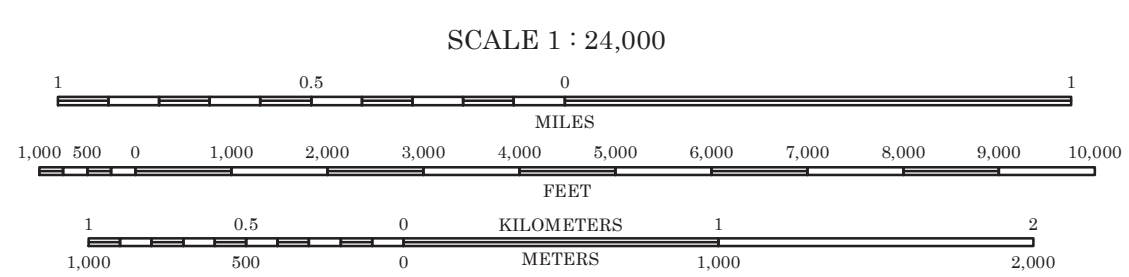 SCALE 1 : 24,000
1 0.5 0 1
MILES
1,000 500 0 1,000 2,000 3,000 4,000 5,000 6,000 7,000 8,000 9,000 10,000
FEET
1 0.5 0 KILOMETERS 1 2
1,000 500 0 METERS 1,000 2,000